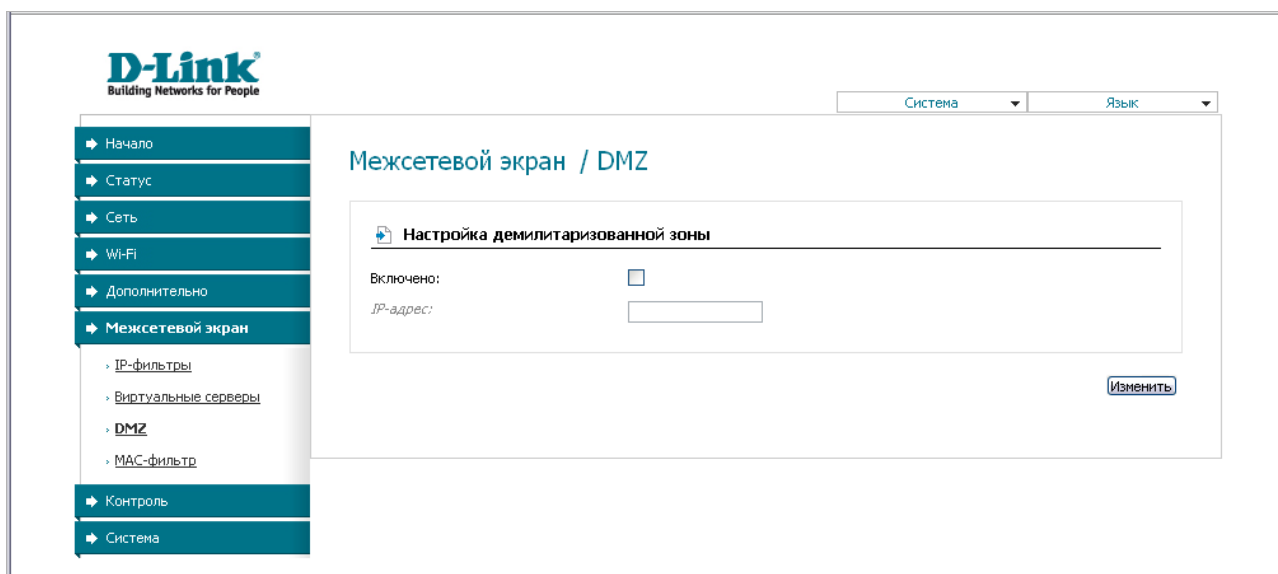 D-Link
Building Networks for People
Система
Язык
Начало
Статус
Сеть
Wi-Fi
Дополнительно
Межсетевой экран
IP-фильтры
Виртуальные серверы
DMZ
MAC-фильтр
Контроль
Система
Межсетевой экран / DMZ
Настройка демилитаризованной зоны
Включено:
IP-адрес:
Изменить